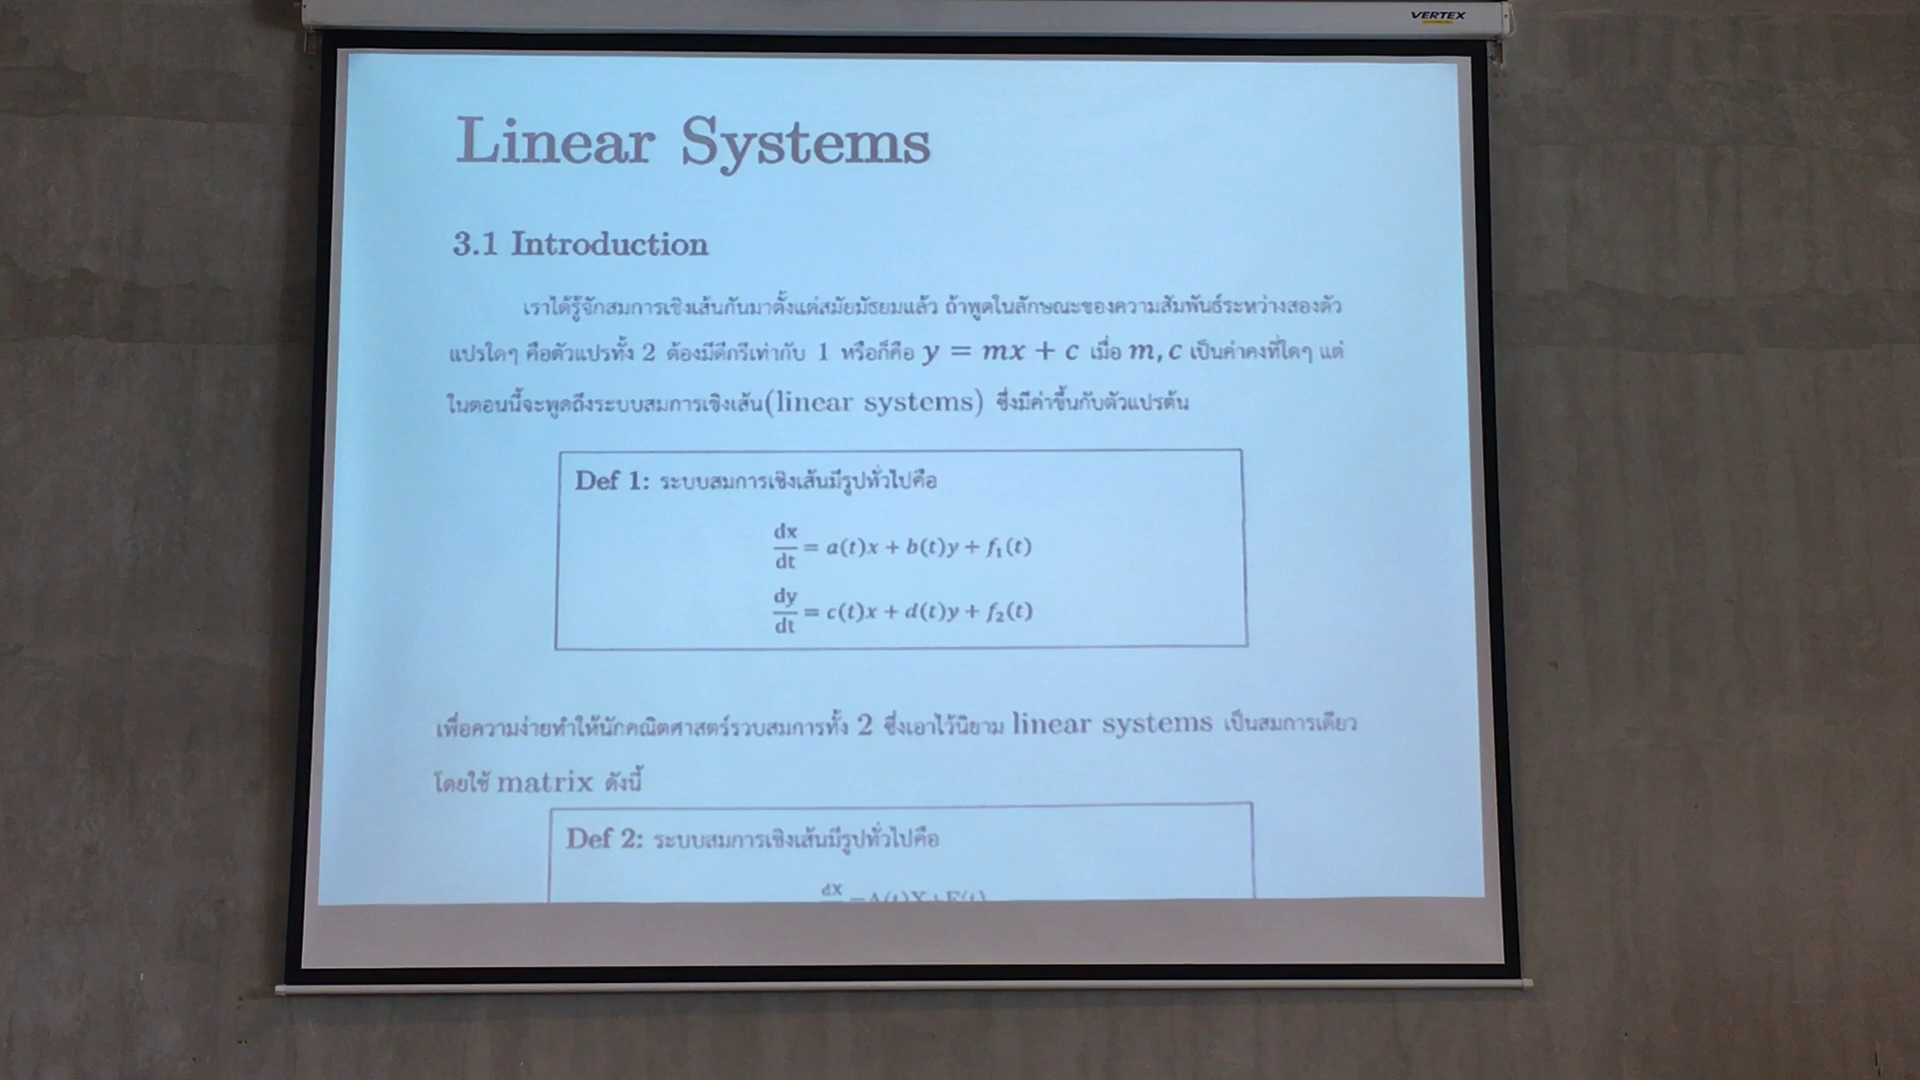 VERTEX
Linear Systems
3.1 Introduction
เราได้รู้จักสมการเชิงเส้นกันมาตั้งแต่สมัยมัธยมแล้ว ถ้าพูดในลักษณะของความสัมพันธ์ระหว่างสองตัว
แปรใดๆ คือตัวแปรทั้ง 2 ต้องมีดีกรีเท่ากับ 1 หรือก็คือ y = mx + c เมื่อ m, c เป็นค่าคงที่ใดๆ แต่
ในตอนนี้จะพูดถึงระบบสมการเชิงเส้น(linear systems) ซึ่งมีค่าขึ้นกับตัวแปรต้น
Def 1: ระบบสมการเชิงเส้นมีรูปทั่วไปคือ
dx/dt = a(t)x + b(t)y + f₁(t)
dy/dt = c(t)x + d(t)y + f₂(t)
เพื่อความง่ายทำให้นักคณิตศาสตร์รวบสมการทั้ง 2 ซึ่งเอาไว้นิยาม linear systems เป็นสมการเดียว
โดยใช้ matrix ดังนี้
Def 2: ระบบสมการเชิงเส้นมีรูปทั่วไปคือ
dX